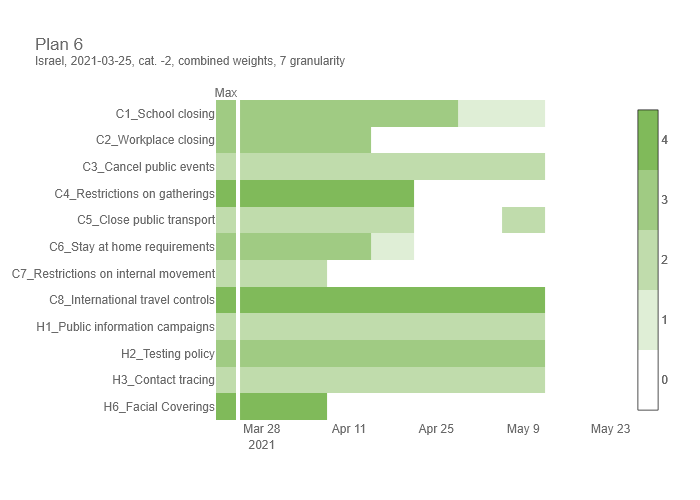 Plan 6
Israel, 2021-03-25, cat. -2, combined weights, 7 granularity
Max
C1_School closing
C2_Workplace closing
C3_Cancel public events
C4_Restrictions on gatherings
C5_Close public transport
C6_Stay at home requirements
C7_Restrictions on internal movement
C8_International travel controls
H1_Public information campaigns
H2_Testing policy
H3_Contact tracing
H6_Facial Coverings
4
3
2
1
0
Mar 28 Apr 11 Apr 25 May 9 May 23
2021